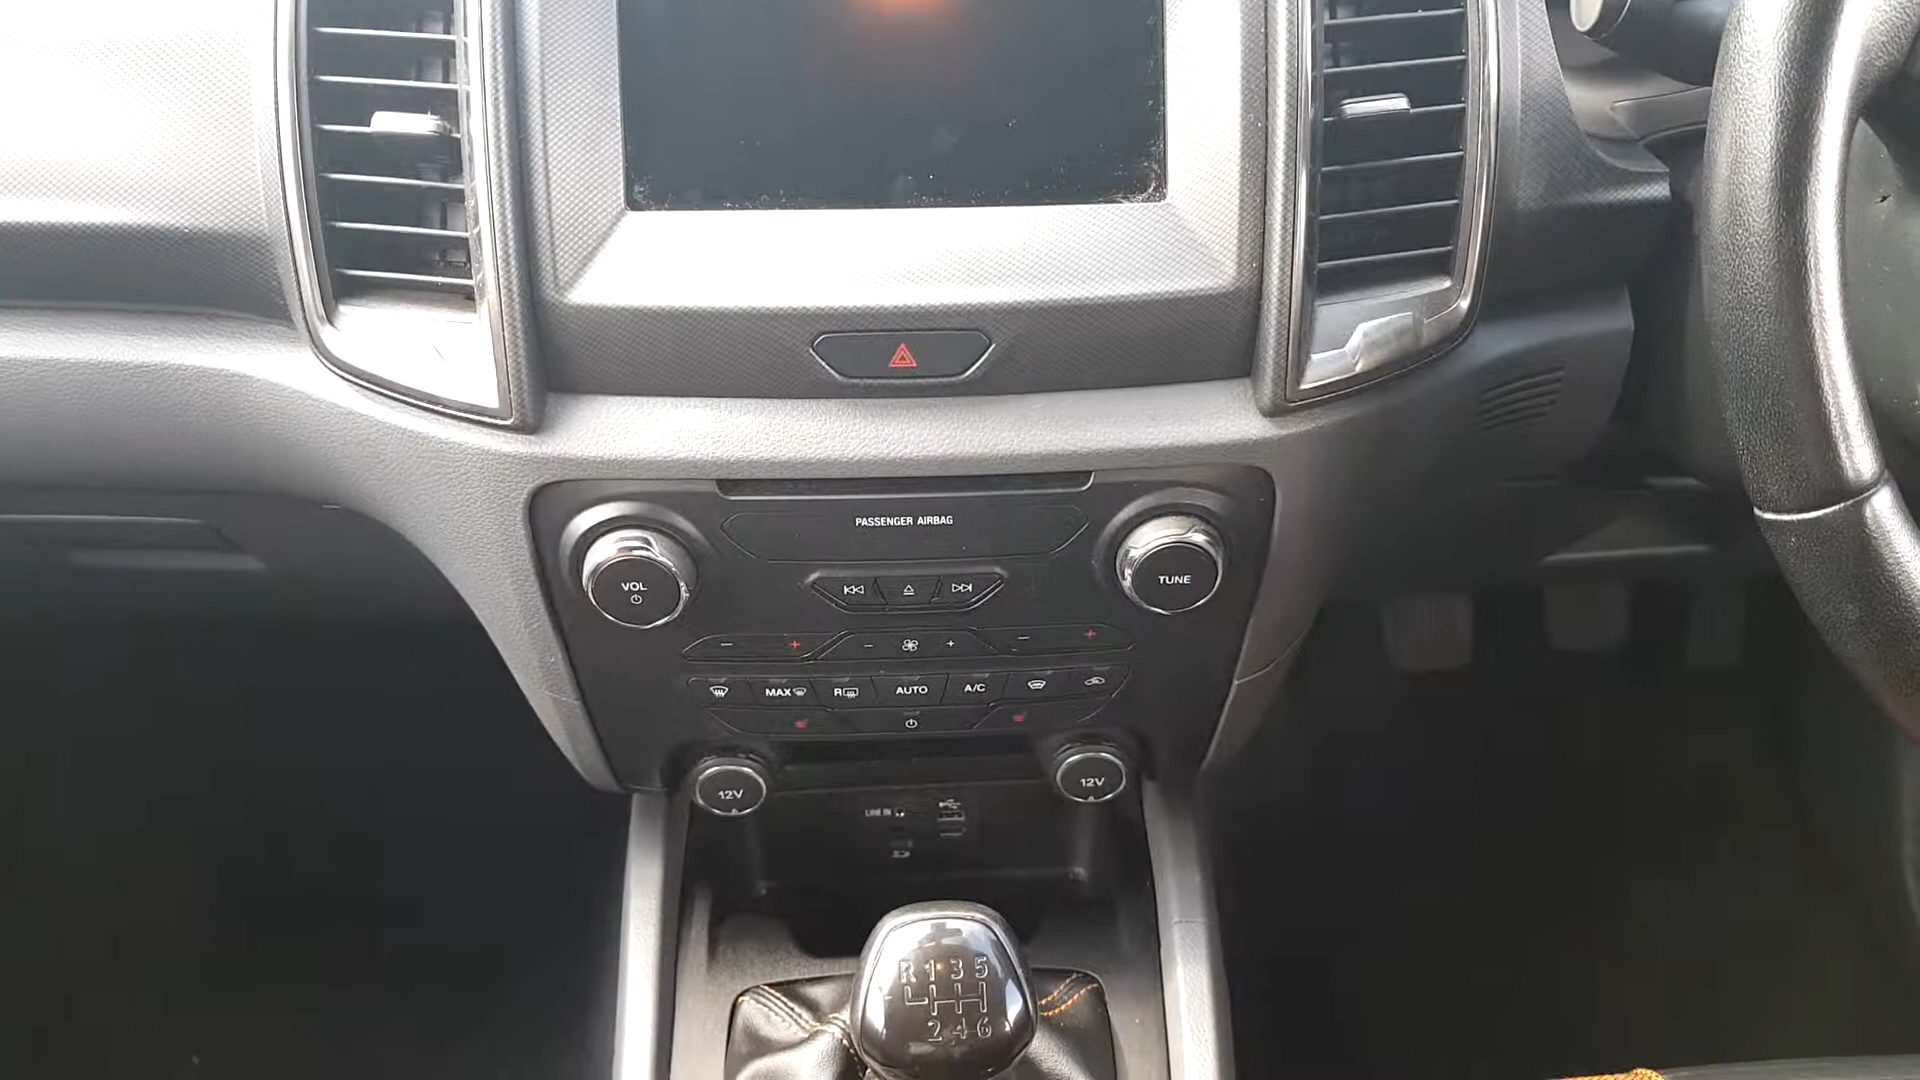 PASSENGER AIRBAG
VOL
TUNE
− + − + − +
MAX R AUTO A/C
12V 12V
LINE IN
R 1 3 5
2 4 6